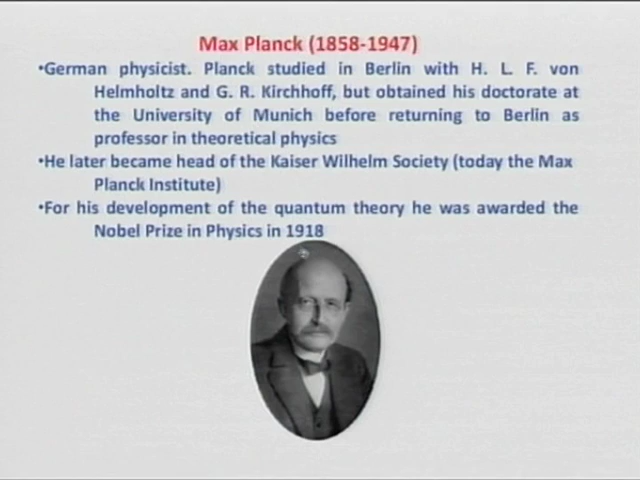 Max Planck (1858-1947)
•German physicist. Planck studied in Berlin with H. L. F. von
Helmholtz and G. R. Kirchhoff, but obtained his doctorate at
the University of Munich before returning to Berlin as
professor in theoretical physics
•He later became head of the Kaiser Wilhelm Society (today the Max
Planck Institute)
•For his development of the quantum theory he was awarded the
Nobel Prize in Physics in 1918